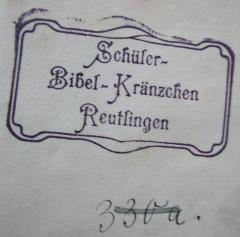 Schüler-
Bibel-Kränzchen
Reutlingen
330a.